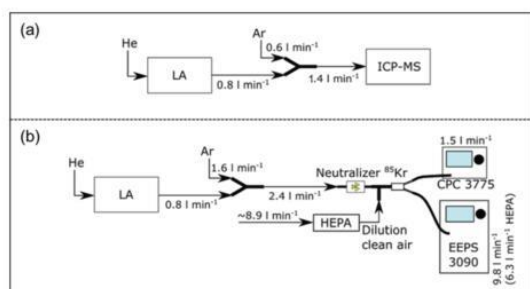 (a)
He
LA
0.8 l min⁻¹
Ar
0.6 l min⁻¹
1.4 l min⁻¹
ICP-MS
(b)
He
LA
0.8 l min⁻¹
Ar
1.6 l min⁻¹
2.4 l min⁻¹
Neutralizer ⁸⁵Kr
~8.9 l min⁻¹
HEPA
Dilution
clean air
1.5 l min⁻¹
CPC 3775
EEPS
3090
9.8 l min⁻¹
(6.3 l min⁻¹ HEPA)